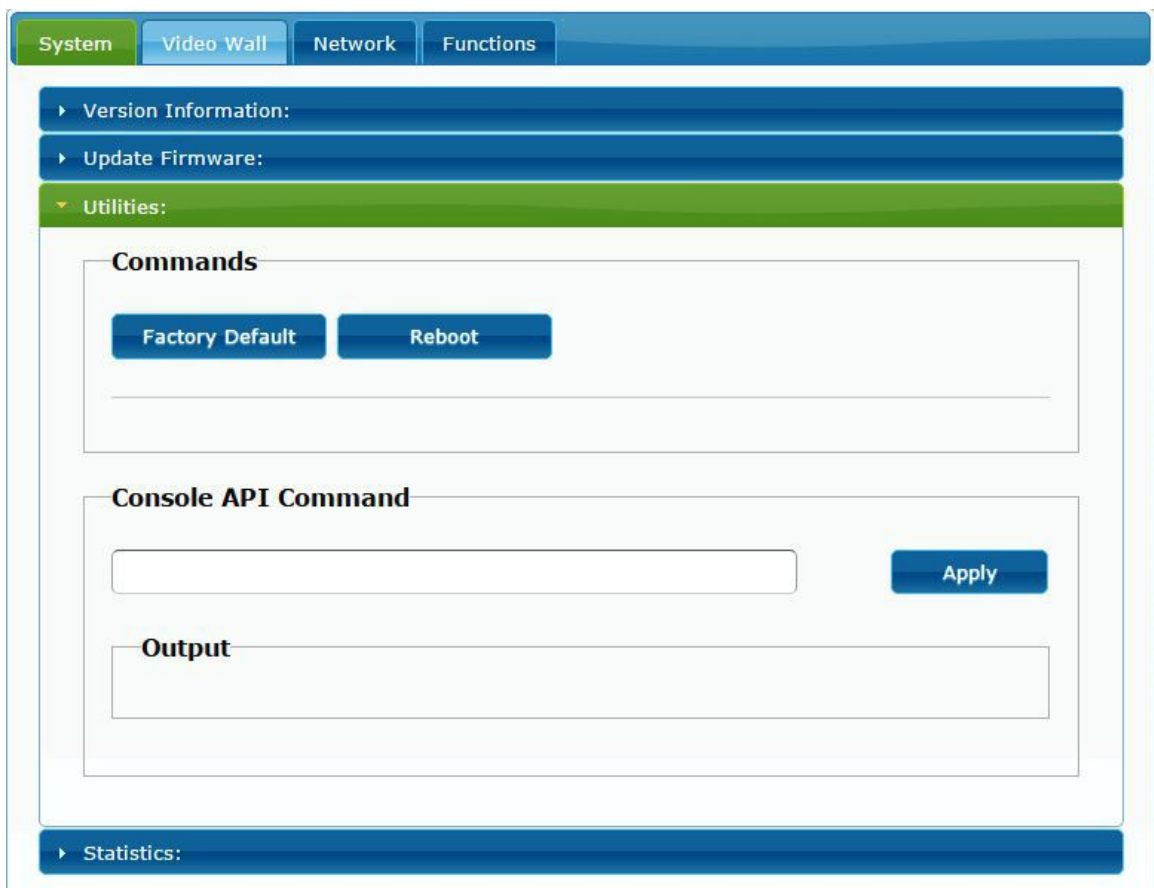 System Video Wall Network Functions
Version Information:
Update Firmware:
Utilities:
Commands
Factory Default Reboot
Console API Command
Apply
Output
Statistics: